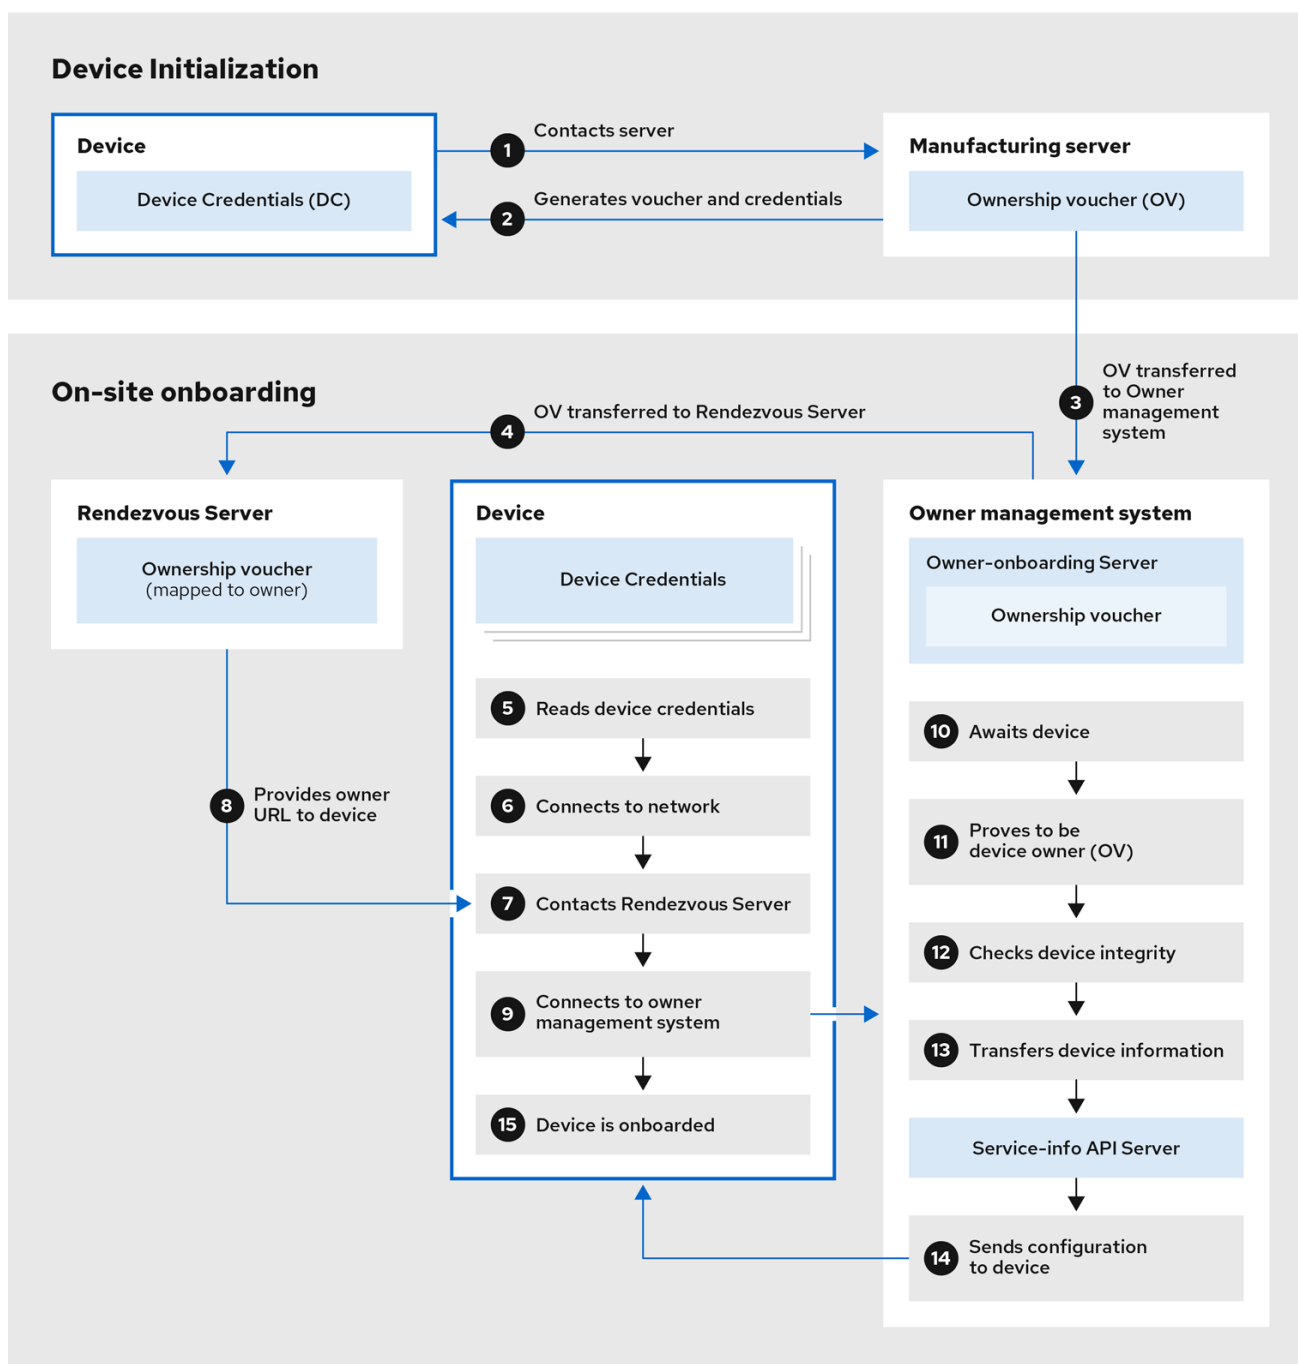 Device Initialization
Device
Device Credentials (DC)
1
Contacts server
2
Generates voucher and credentials
Manufacturing server
Ownership voucher (OV)
3
OV transferred
to Owner
management
system
On-site onboarding
4
OV transferred to Rendezvous Server
Rendezvous Server
Ownership voucher
(mapped to owner)
8
Provides owner
URL to device
Device
Device Credentials
5 Reads device credentials
6 Connects to network
7 Contacts Rendezvous Server
9 Connects to owner
management system
15 Device is onboarded
Owner management system
Owner-onboarding Server
Ownership voucher
10 Awaits device
11 Proves to be
device owner (OV)
12 Checks device integrity
13 Transfers device information
Service-info API Server
14 Sends configuration
to device